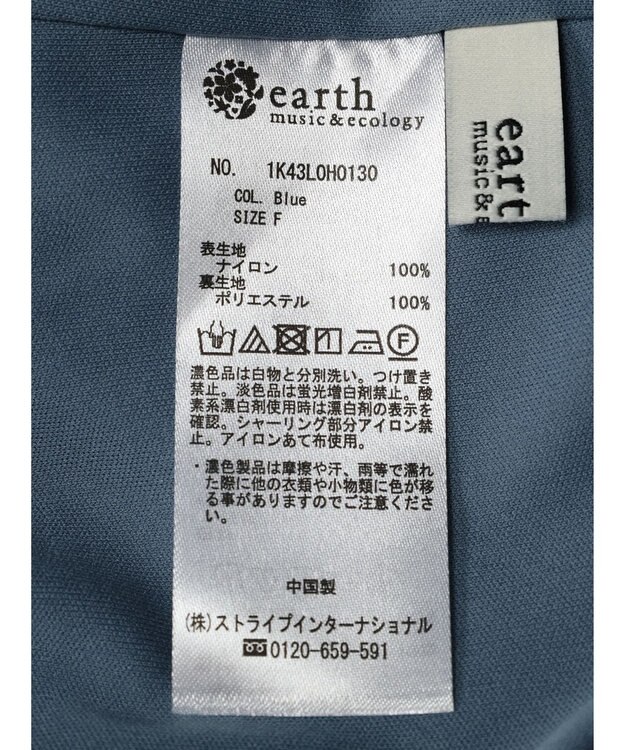 earth
music & ecology
NO. 1K43L0H0130
COL. Blue
SIZE F
表生地
ナイロン 100%
裏生地
ポリエステル 100%
F
濃色品は白物と分別洗い。つけ置き
禁止。淡色品は蛍光増白剤禁止。酸
素系漂白剤使用時は漂白剤の表示を
確認。シャーリング部分アイロン禁
止。アイロンあて布使用。
・濃色製品は摩擦や汗、雨等で濡れ
た際に他の衣類や小物類に色が移
る事がありますのでご注意くださ
い。
中国製
(株)ストライプインターナショナル
0120-659-591
eart
music &